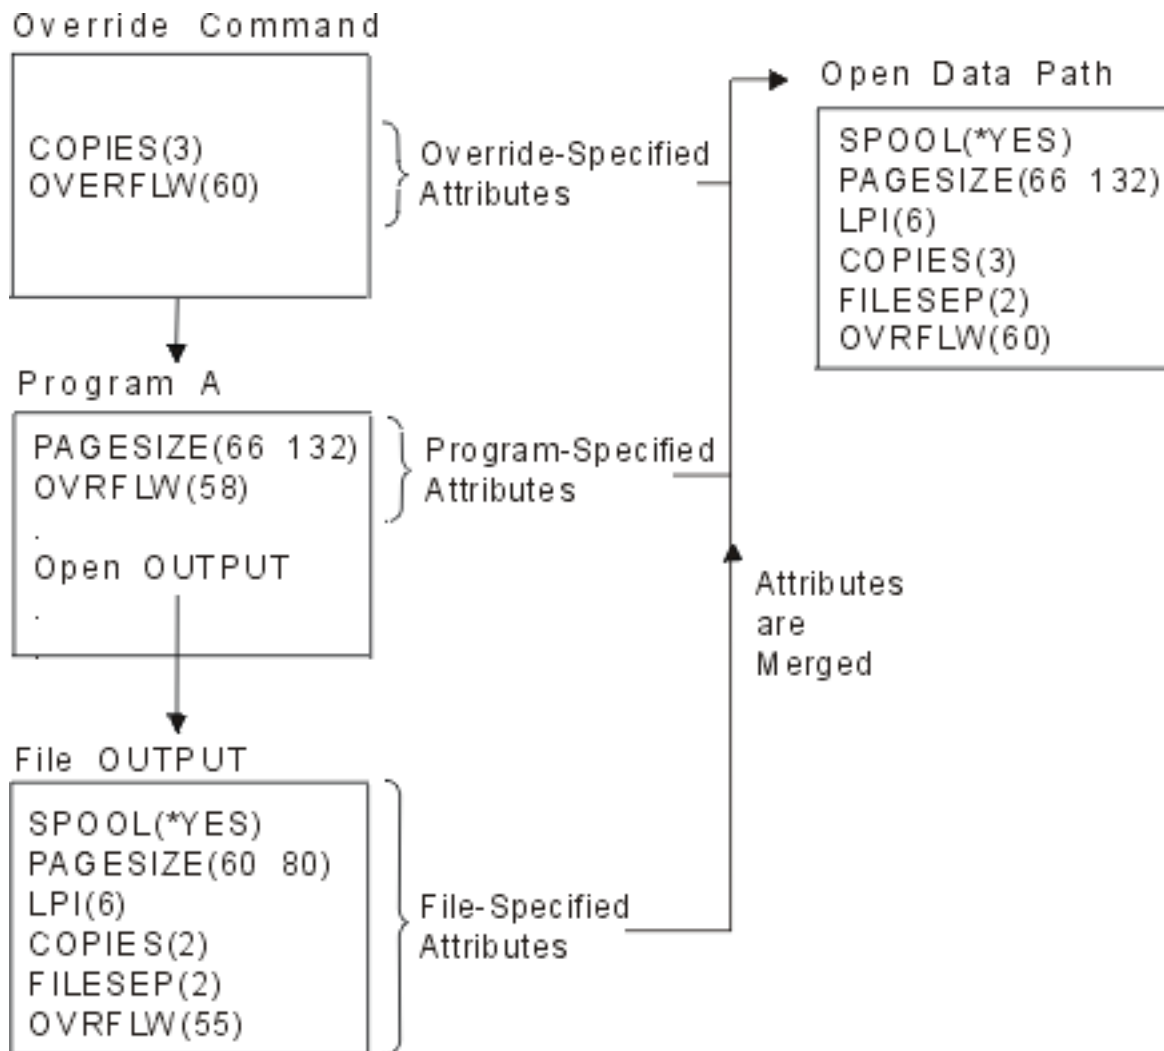 Override Command
COPIES(3)
OVERFLW(60)
Override-Specified
Attributes
Program A
PAGESIZE(66 132)
OVRFLW(58)
.
Open OUTPUT
.
.
Program-Specified
Attributes
File OUTPUT
SPOOL(*YES)
PAGESIZE(60 80)
LPI(6)
COPIES(2)
FILESEP(2)
OVRFLW(55)
File-Specified
Attributes
Attributes
are
Merged
Open Data Path
SPOOL(*YES)
PAGESIZE(66 132)
LPI(6)
COPIES(3)
FILESEP(2)
OVRFLW(60)